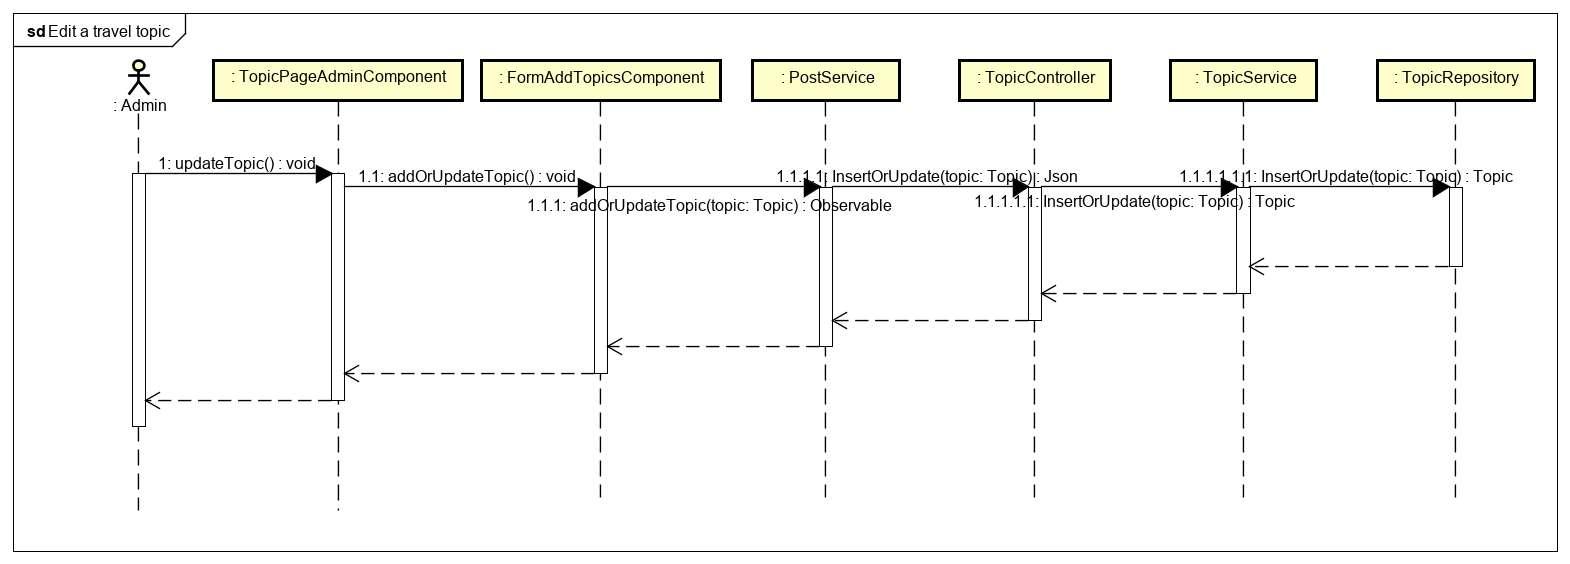 sd Edit a travel topic
: Admin
: TopicPageAdminComponent
: FormAddTopicsComponent
: PostService
: TopicController
: TopicService
: TopicRepository
1: updateTopic() : void
1.1: addOrUpdateTopic() : void
1.1.1: addOrUpdateTopic(topic: Topic) : Observable
1.1.1.1: InsertOrUpdate(topic: Topic) : Json
1.1.1.1.1: InsertOrUpdate(topic: Topic) : Topic
1.1.1.1.1.1: InsertOrUpdate(topic: Topic) : Topic